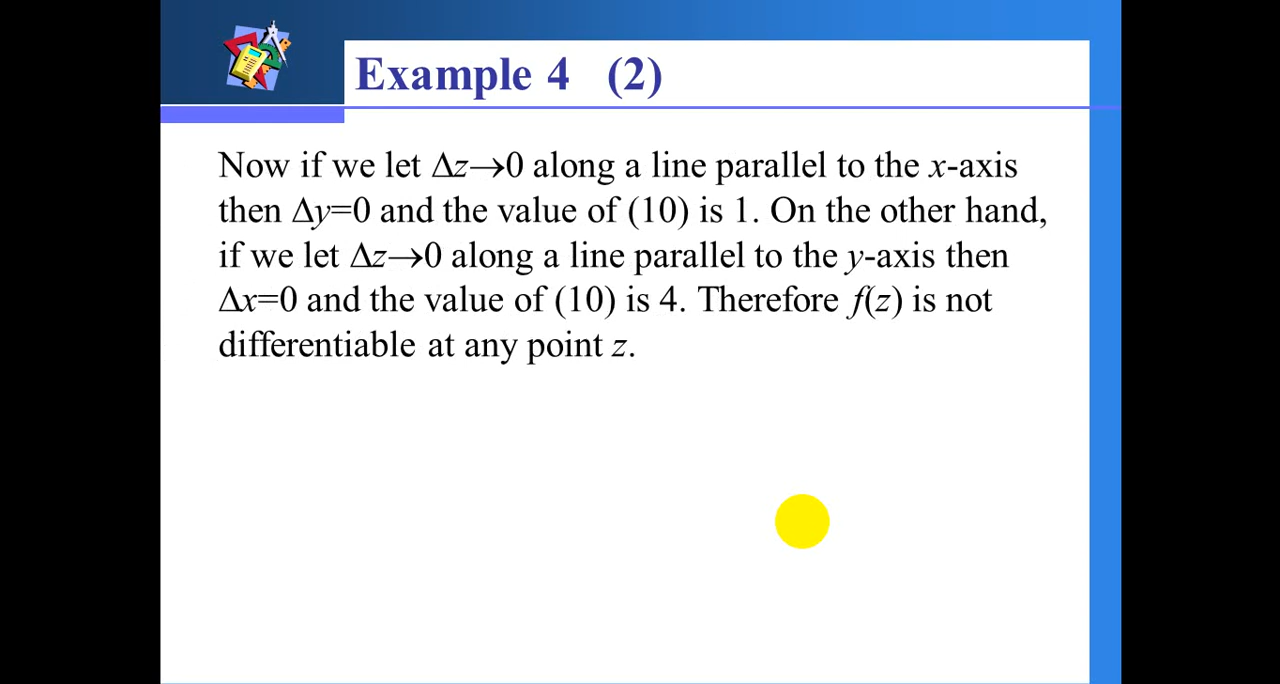 Example 4 (2)
Now if we let Δz→0 along a line parallel to the x-axis
then Δy=0 and the value of (10) is 1. On the other hand,
if we let Δz→0 along a line parallel to the y-axis then
Δx=0 and the value of (10) is 4. Therefore f(z) is not
differentiable at any point z.